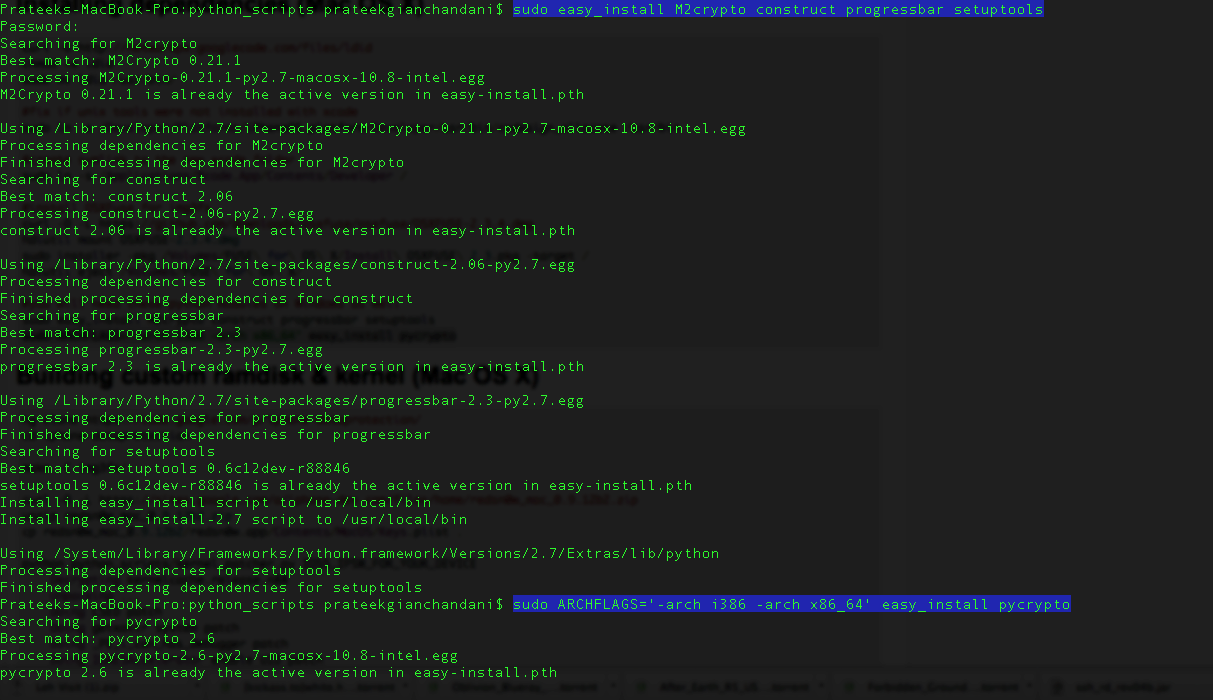 Prateeks-MacBook-Pro:python_scripts prateekgianchandani$ sudo easy_install M2crypto construct progressbar setuptools
Password:
Searching for M2crypto
Best match: M2Crypto 0.21.1
Processing M2Crypto-0.21.1-py2.7-macosx-10.8-intel.egg
M2Crypto 0.21.1 is already the active version in easy-install.pth
Using /Library/Python/2.7/site-packages/M2Crypto-0.21.1-py2.7-macosx-10.8-intel.egg
Processing dependencies for M2crypto
Finished processing dependencies for M2crypto
Searching for construct
Best match: construct 2.06
Processing construct-2.06-py2.7.egg
construct 2.06 is already the active version in easy-install.pth
Using /Library/Python/2.7/site-packages/construct-2.06-py2.7.egg
Processing dependencies for construct
Finished processing dependencies for construct
Searching for progressbar
Best match: progressbar 2.3
Processing progressbar-2.3-py2.7.egg
progressbar 2.3 is already the active version in easy-install.pth
Building custom ramdisk & kernel (Mac OS X)
Using /Library/Python/2.7/site-packages/progressbar-2.3-py2.7.egg
Processing dependencies for progressbar
Finished processing dependencies for progressbar
Searching for setuptools
Best match: setuptools 0.6c12dev-r88846
setuptools 0.6c12dev-r88846 is already the active version in easy-install.pth
Installing easy_install script to /usr/local/bin
Installing easy_install-2.7 script to /usr/local/bin
Using /System/Library/Frameworks/Python.framework/Versions/2.7/Extras/lib/python
Processing dependencies for setuptools
Finished processing dependencies for setuptools
Prateeks-MacBook-Pro:python_scripts prateekgianchandani$ sudo ARCHFLAGS='-arch i386 -arch x86_64' easy_install pycrypto
Searching for pycrypto
Best match: pycrypto 2.6
Processing pycrypto-2.6-py2.7-macosx-10.8-intel.egg
pycrypto 2.6 is already the active version in easy-install.pth